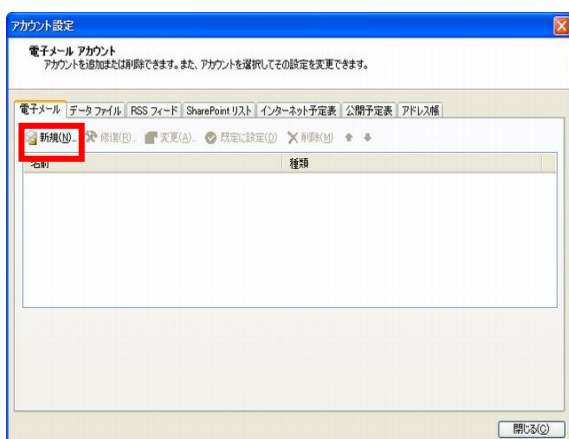 アカウント設定
電子メール アカウント
アカウントを追加または削除できます。また、アカウントを選択してその設定を変更できます。
電子メール データ ファイル RSS フィード SharePoint リスト インターネット予定表 公開予定表 アドレス帳
新規(N)... 修復(R)... 変更(A)... 既定に設定(D) 削除(M)
名前 種類
閉じる(C)